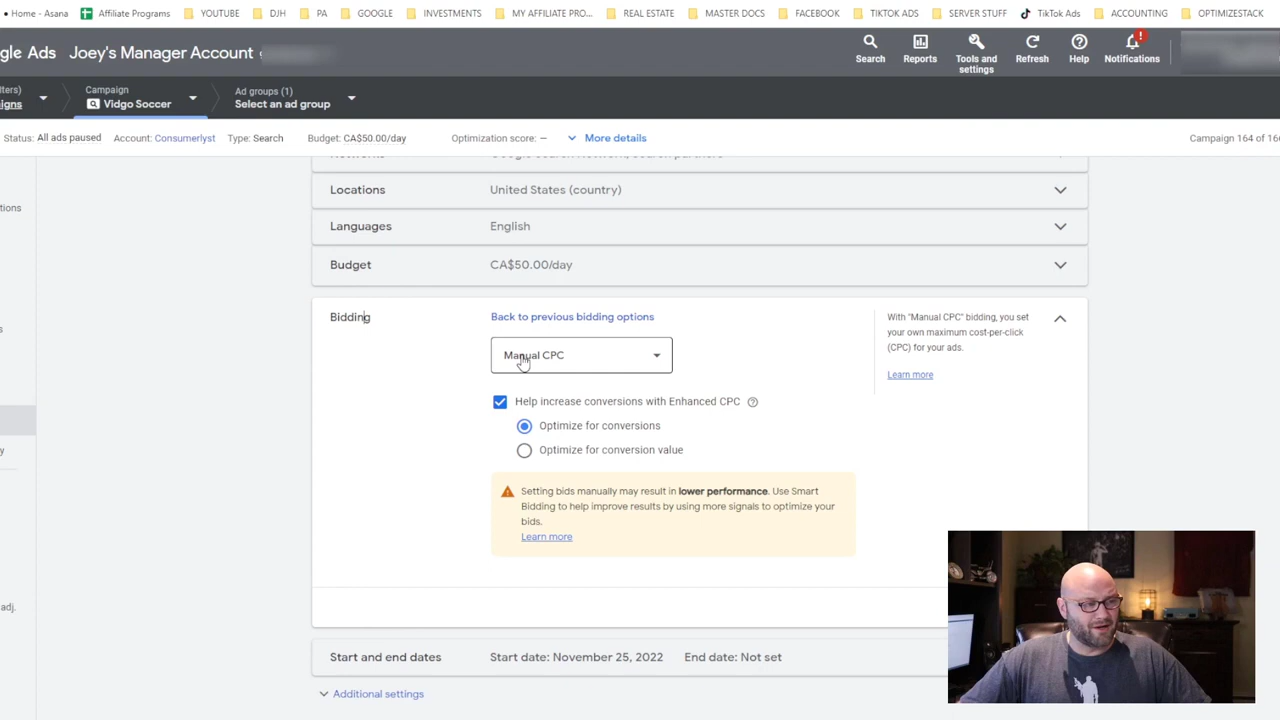 Home - Asana
Affiliate Programs
YOUTUBE
DJH
PA
GOOGLE
INVESTMENTS
MY AFFILIATE PRO...
REAL ESTATE
MASTER DOCS
FACEBOOK
TIKTOK ADS
SERVER STUFF
TikTok Ads
ACCOUNTING
OPTIMIZESTACK
gle Ads Joey's Manager Account
Search
Reports
Tools and
settings
Refresh
Help
!
Notifications
lters)
igns
Campaign
Vidgo Soccer
Ad groups (1)
Select an ad group
Status: All ads paused Account: Consumerlyst Type: Search Budget: CA$50.00/day Optimization score: — More details Campaign 164 of 166
Locations United States (country)
Languages English
Budget CA$50.00/day
Bidding
Back to previous bidding options
Manual CPC
Help increase conversions with Enhanced CPC
Optimize for conversions
Optimize for conversion value
Setting bids manually may result in lower performance. Use Smart
Bidding to help improve results by using more signals to optimize your
bids.
Learn more
With "Manual CPC" bidding, you set
your own maximum cost-per-click
(CPC) for your ads.
Learn more
Start and end dates Start date: November 25, 2022 End date: Not set
Additional settings
tions
s
y
adj.